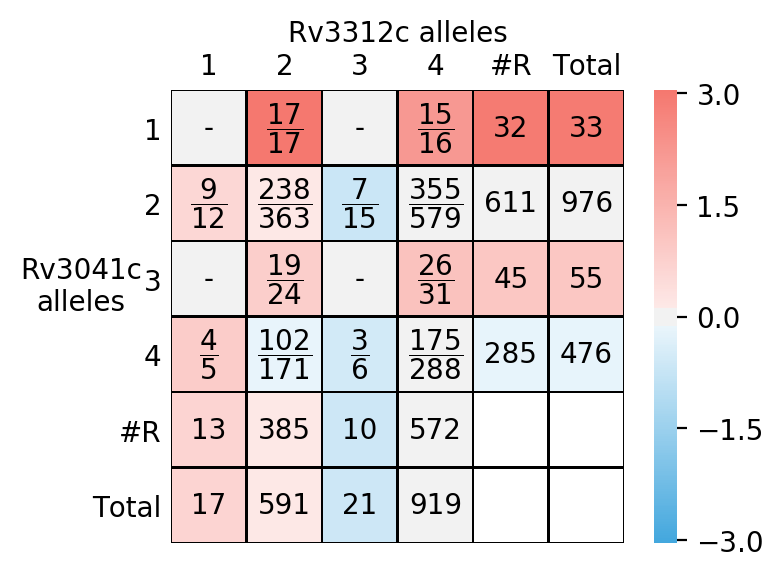 Rv3312c alleles
1 2 3 4 #R Total
1 - 17/17 - 15/16 32 33
2 9/12 238/363 7/15 355/579 611 976
Rv3041c alleles
3 - 19/24 - 26/31 45 55
4 4/5 102/171 3/6 175/288 285 476
#R 13 385 10 572
Total 17 591 21 919
3.0
1.5
0.0
−1.5
−3.0